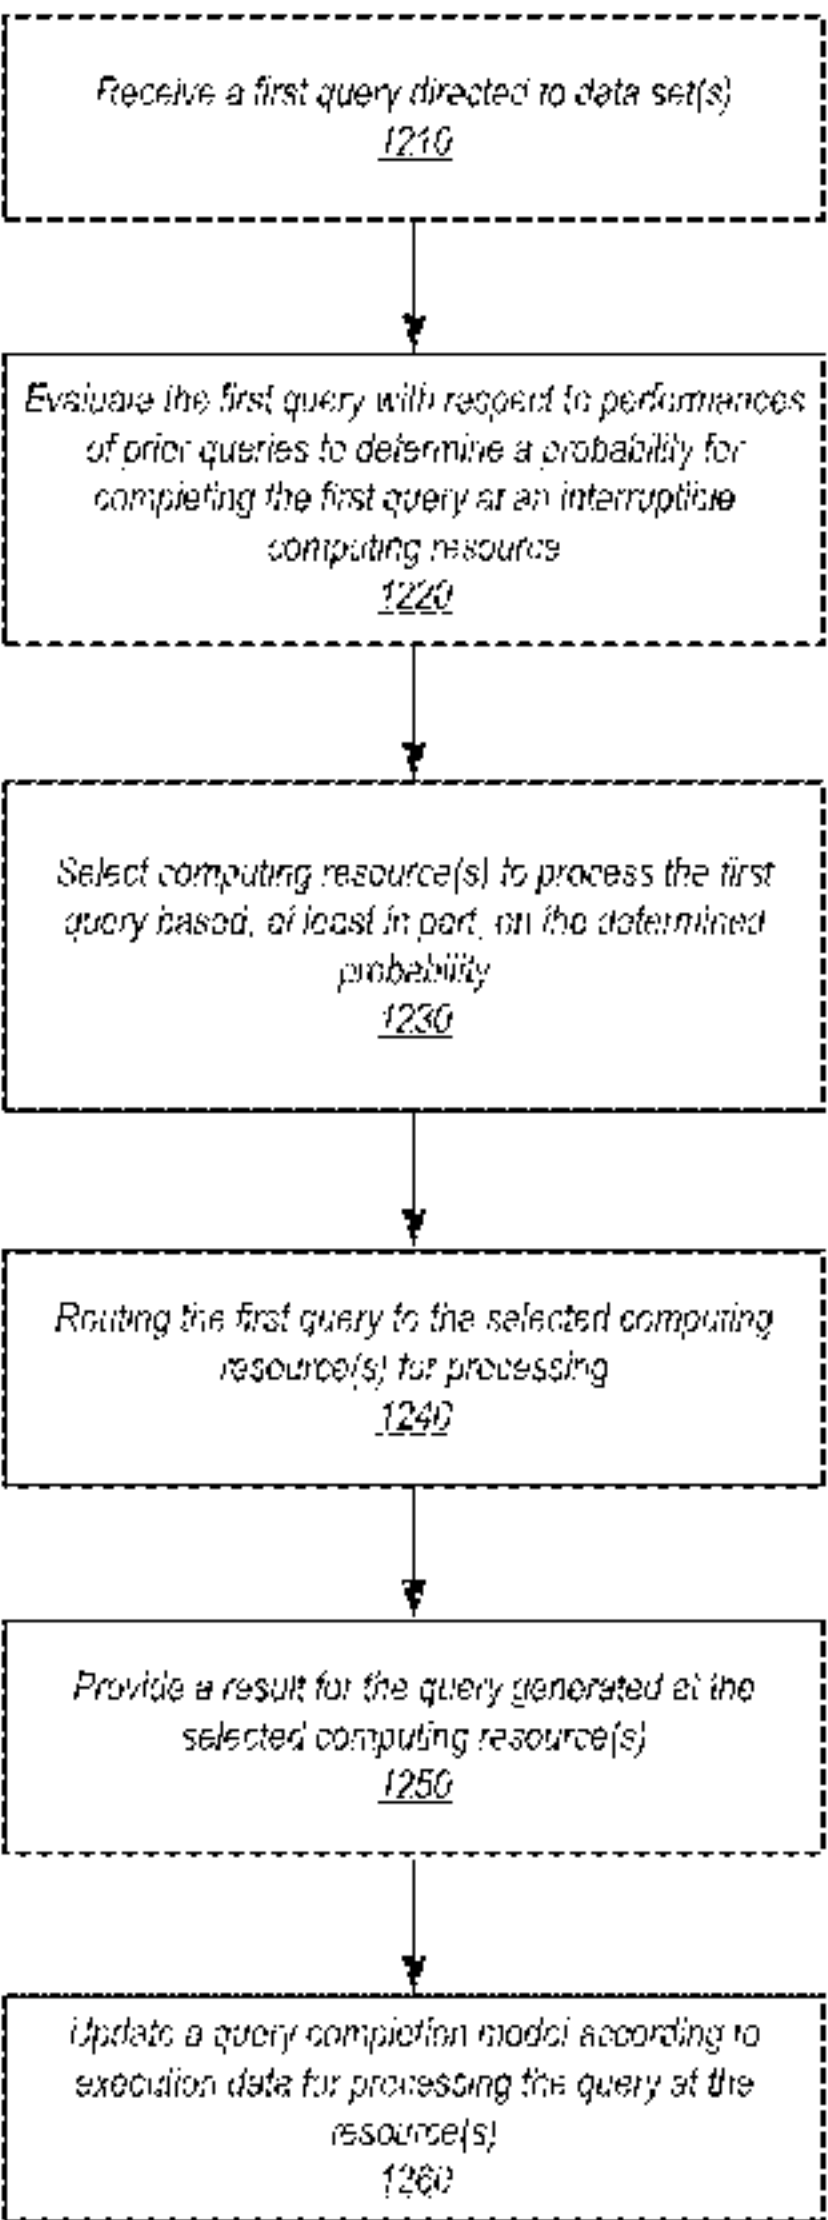 Receive a first query directed to data set(s)
1210
Evaluate the first query with respect to performances
of prior queries to determine a probability for
completing the first query at an interruptible
computing resource
1220
Select computing resource(s) to process the first
query based, at least in part, on the determined
probability
1230
Routing the first query to the selected computing
resource(s) for processing
1240
Provide a result for the query generated at the
selected computing resource(s)
1250
Update a query completion model according to
execution data for processing the query at the
resource(s)
1260